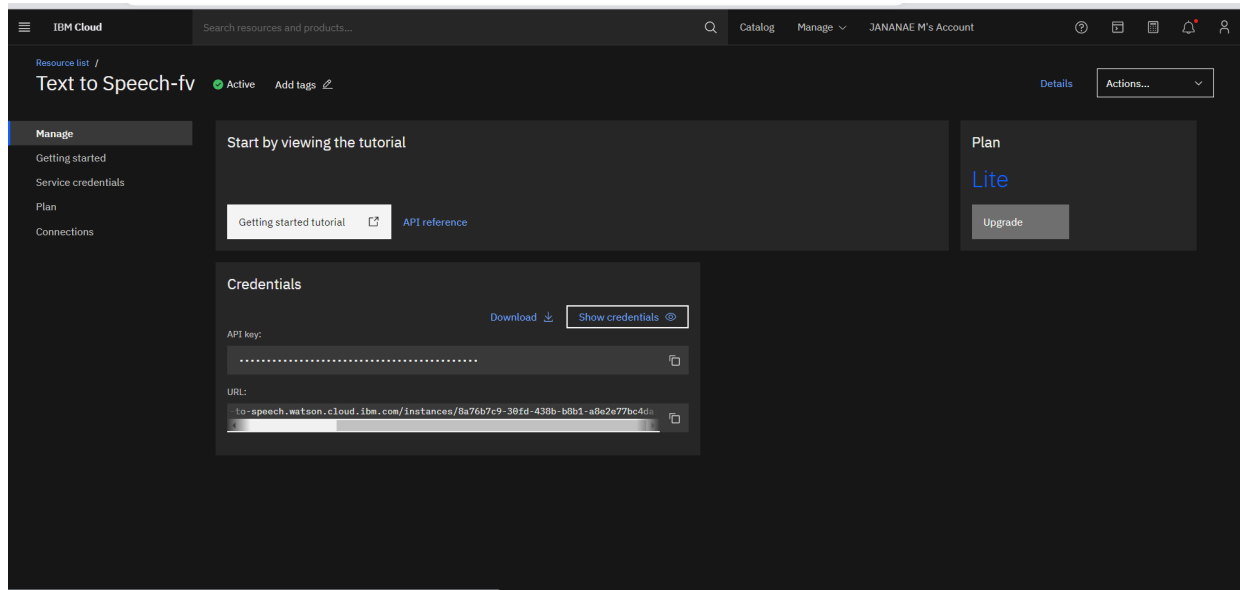 IBM Cloud
Search resources and products...
Catalog
Manage
JANANAE M's Account
Resource list /
Text to Speech-fv
Active
Add tags
Details
Actions...
Manage
Getting started
Service credentials
Plan
Connections
Start by viewing the tutorial
Getting started tutorial
API reference
Plan
Lite
Upgrade
Credentials
Download
Show credentials
API key:
URL:
-to-speech.watson.cloud.ibm.com/instances/8a76b7c9-30fd-438b-b8b1-a8e2e77bc4da